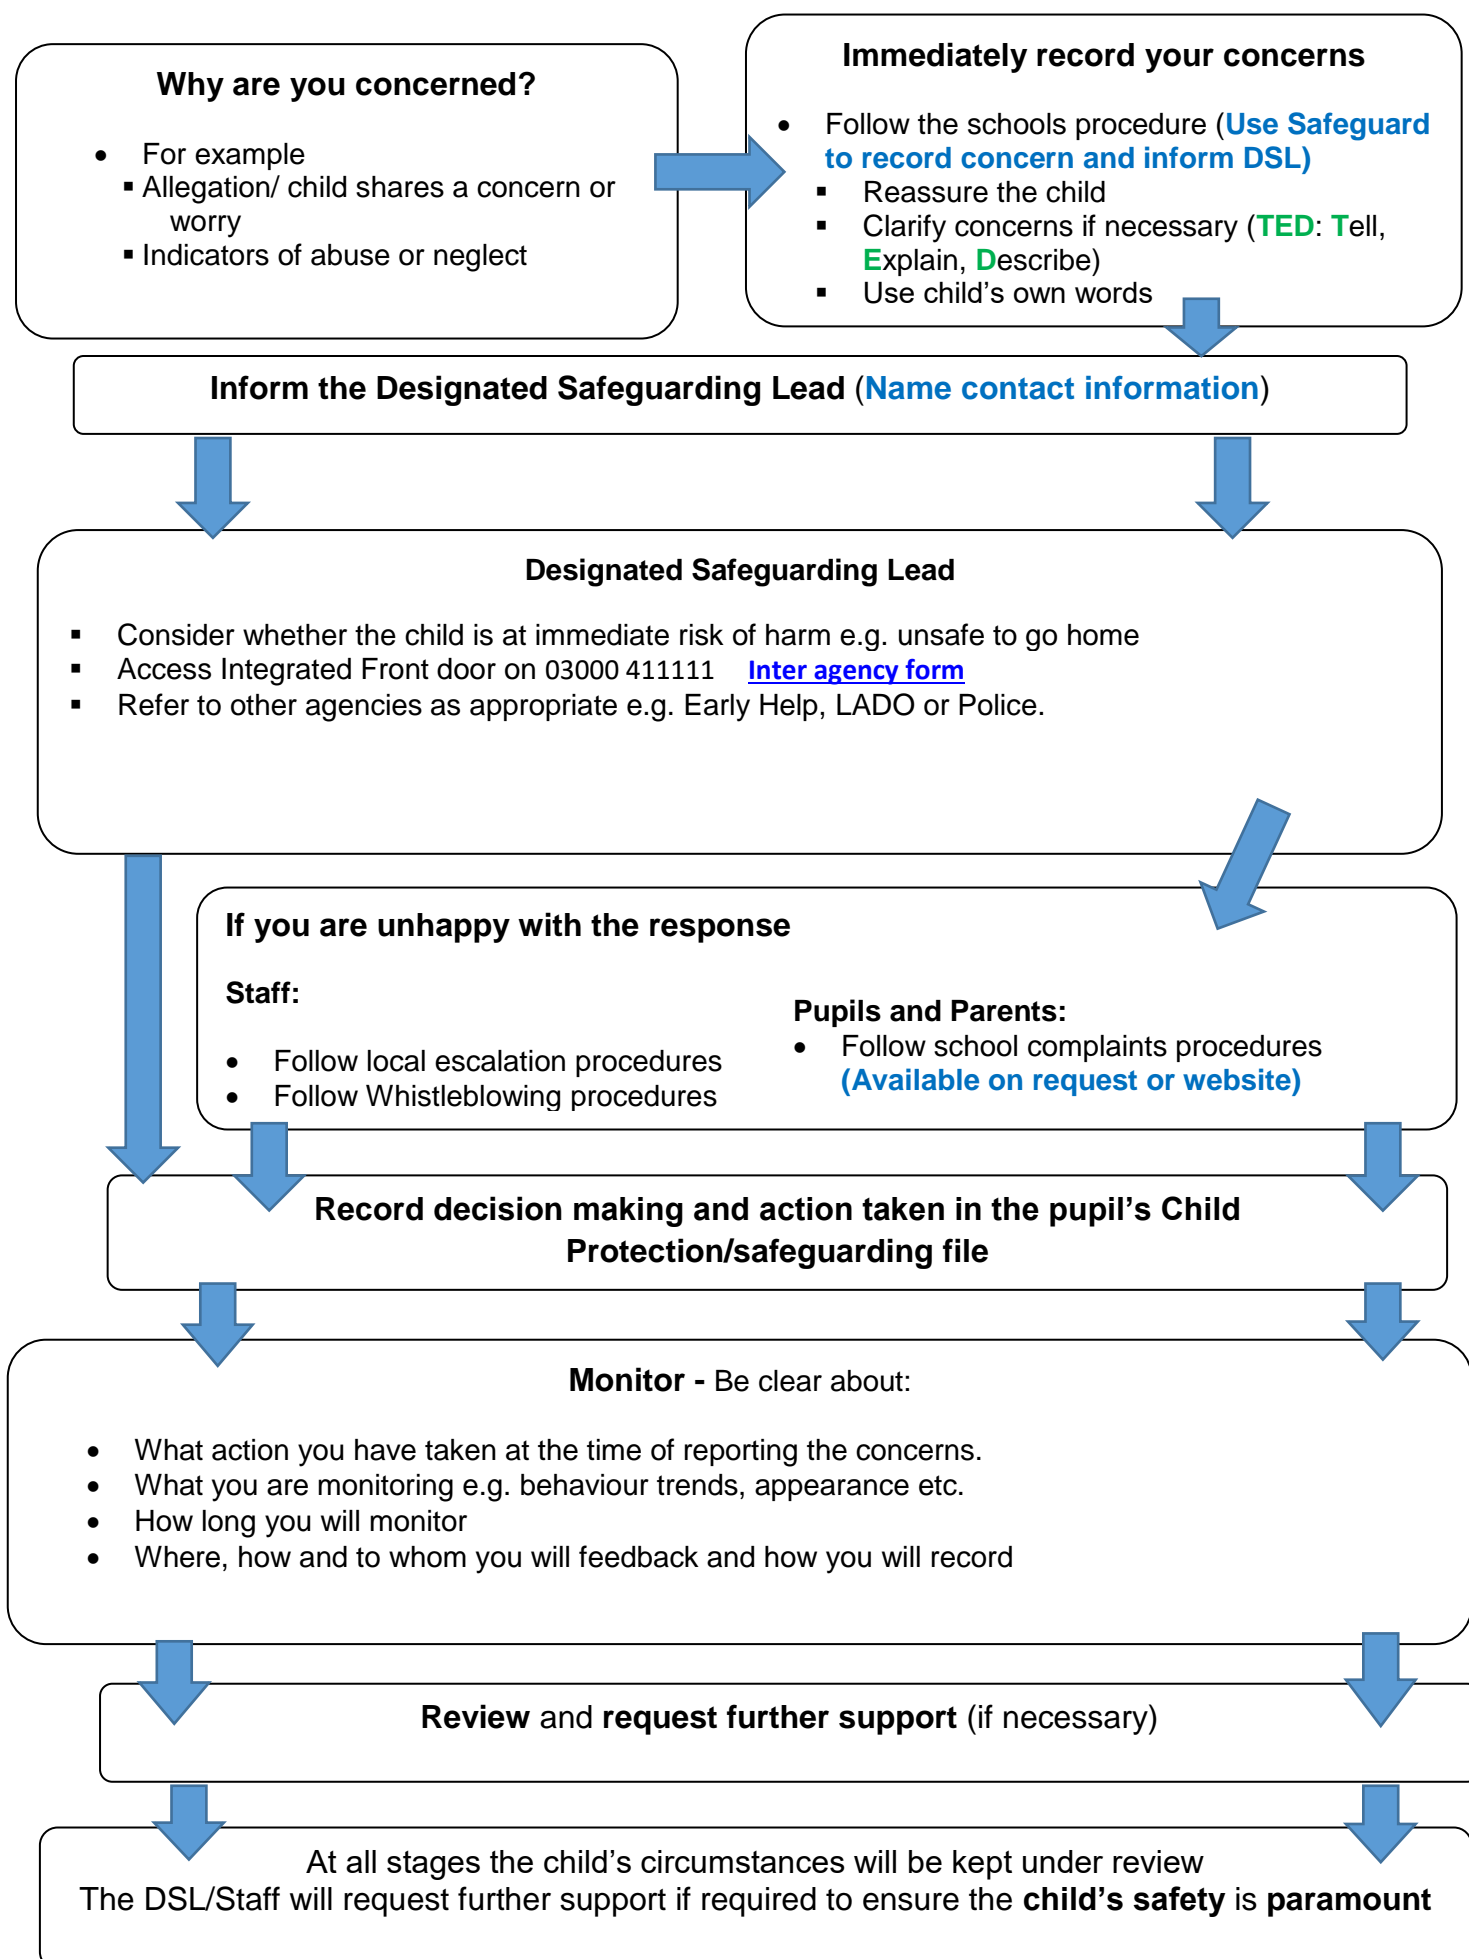 Why are you concerned?
• For example
▪ Allegation/ child shares a concern or
worry
▪ Indicators of abuse or neglect
Immediately record your concerns
• Follow the schools procedure (Use Safeguard
to record concern and inform DSL)
▪ Reassure the child
▪ Clarify concerns if necessary (TED: Tell,
Explain, Describe)
▪ Use child's own words
Inform the Designated Safeguarding Lead (Name contact information)
Designated Safeguarding Lead
▪ Consider whether the child is at immediate risk of harm e.g. unsafe to go home
▪ Access Integrated Front door on 03000 411111 Inter agency form
▪ Refer to other agencies as appropriate e.g. Early Help, LADO or Police.
If you are unhappy with the response
Staff:
• Follow local escalation procedures
• Follow Whistleblowing procedures
Pupils and Parents:
• Follow school complaints procedures
(Available on request or website)
Record decision making and action taken in the pupil's Child
Protection/safeguarding file
Monitor - Be clear about:
• What action you have taken at the time of reporting the concerns.
• What you are monitoring e.g. behaviour trends, appearance etc.
• How long you will monitor
• Where, how and to whom you will feedback and how you will record
Review and request further support (if necessary)
At all stages the child's circumstances will be kept under review
The DSL/Staff will request further support if required to ensure the child's safety is paramount